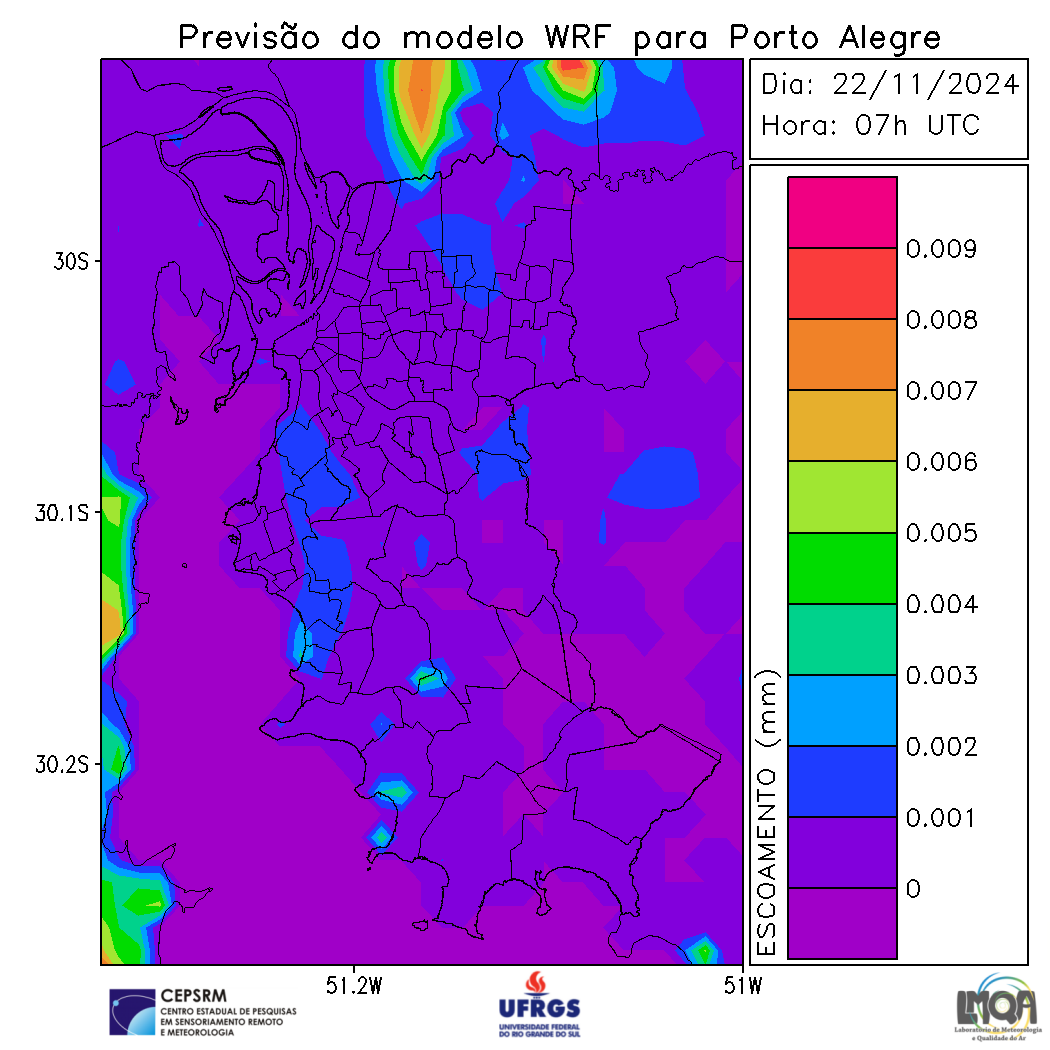 Previsão do modelo WRF para Porto Alegre
Dia: 22/11/2024
Hora: 07h UTC
30S
30.1S
30.2S
51.2W
51W
ESCOAMENTO (mm)
0.009
0.008
0.007
0.006
0.005
0.004
0.003
0.002
0.001
0
CEPSRM
CENTRO ESTADUAL DE PESQUISAS
EM SENSORIAMENTO REMOTO
E METEOROLOGIA
UFRGS
UNIVERSIDADE FEDERAL
DO RIO GRANDE DO SUL
LMQA
Laboratório de Meteorologia
e Qualidade do Ar